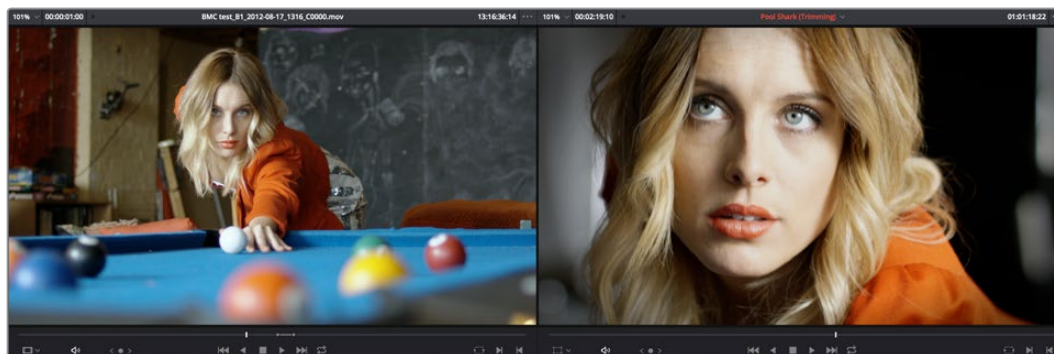 101% 00:00:01:00 BMC test_B1_2012-08-17_1316_C0000.mov 13:16:36:14
101% 00:02:19:10 Pool Shark (Trimming) 01:01:18:22